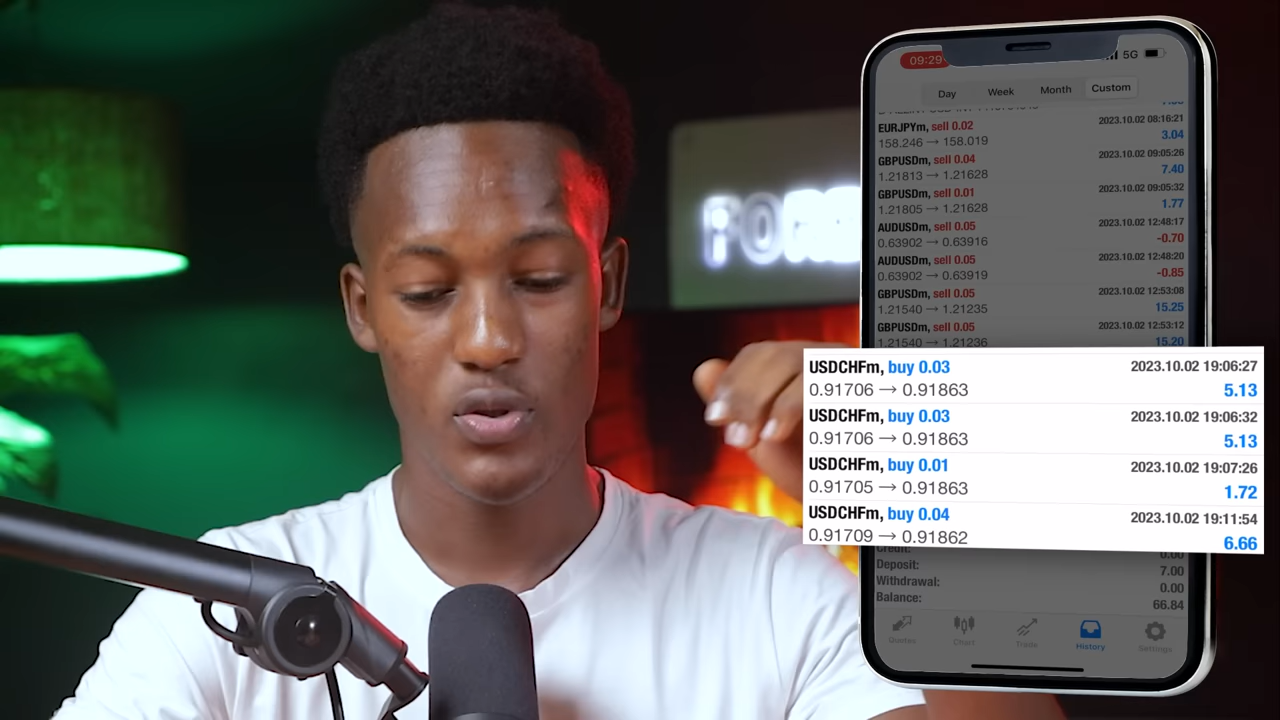 FORE
09:29
5G
Day Week Month Custom
EURJPYm, sell 0.02 2023.10.02 08:16:21
158.246 → 158.019 3.04
GBPUSDm, sell 0.04 2023.10.02 09:05:26
1.21813 → 1.21628 7.40
GBPUSDm, sell 0.01 2023.10.02 09:05:32
1.21805 → 1.21628 1.77
AUDUSDm, sell 0.05 2023.10.02 12:48:17
0.63902 → 0.63916 -0.70
AUDUSDm, sell 0.05 2023.10.02 12:48:20
0.63902 → 0.63919 -0.85
GBPUSDm, sell 0.05 2023.10.02 12:53:08
1.21540 → 1.21235 15.25
GBPUSDm, sell 0.05 2023.10.02 12:53:12
1.21540 → 1.21236 15.20
USDCHFm, buy 0.03 2023.10.02 19:06:27
0.91706 → 0.91863 5.13
USDCHFm, buy 0.03 2023.10.02 19:06:32
0.91706 → 0.91863 5.13
USDCHFm, buy 0.01 2023.10.02 19:07:26
0.91705 → 0.91863 1.72
USDCHFm, buy 0.04 2023.10.02 19:11:54
0.91709 → 0.91862 6.66
Credit: 0.00
Deposit: 7.00
Withdrawal: 0.00
Balance: 66.84
Quotes Chart Trade History Settings